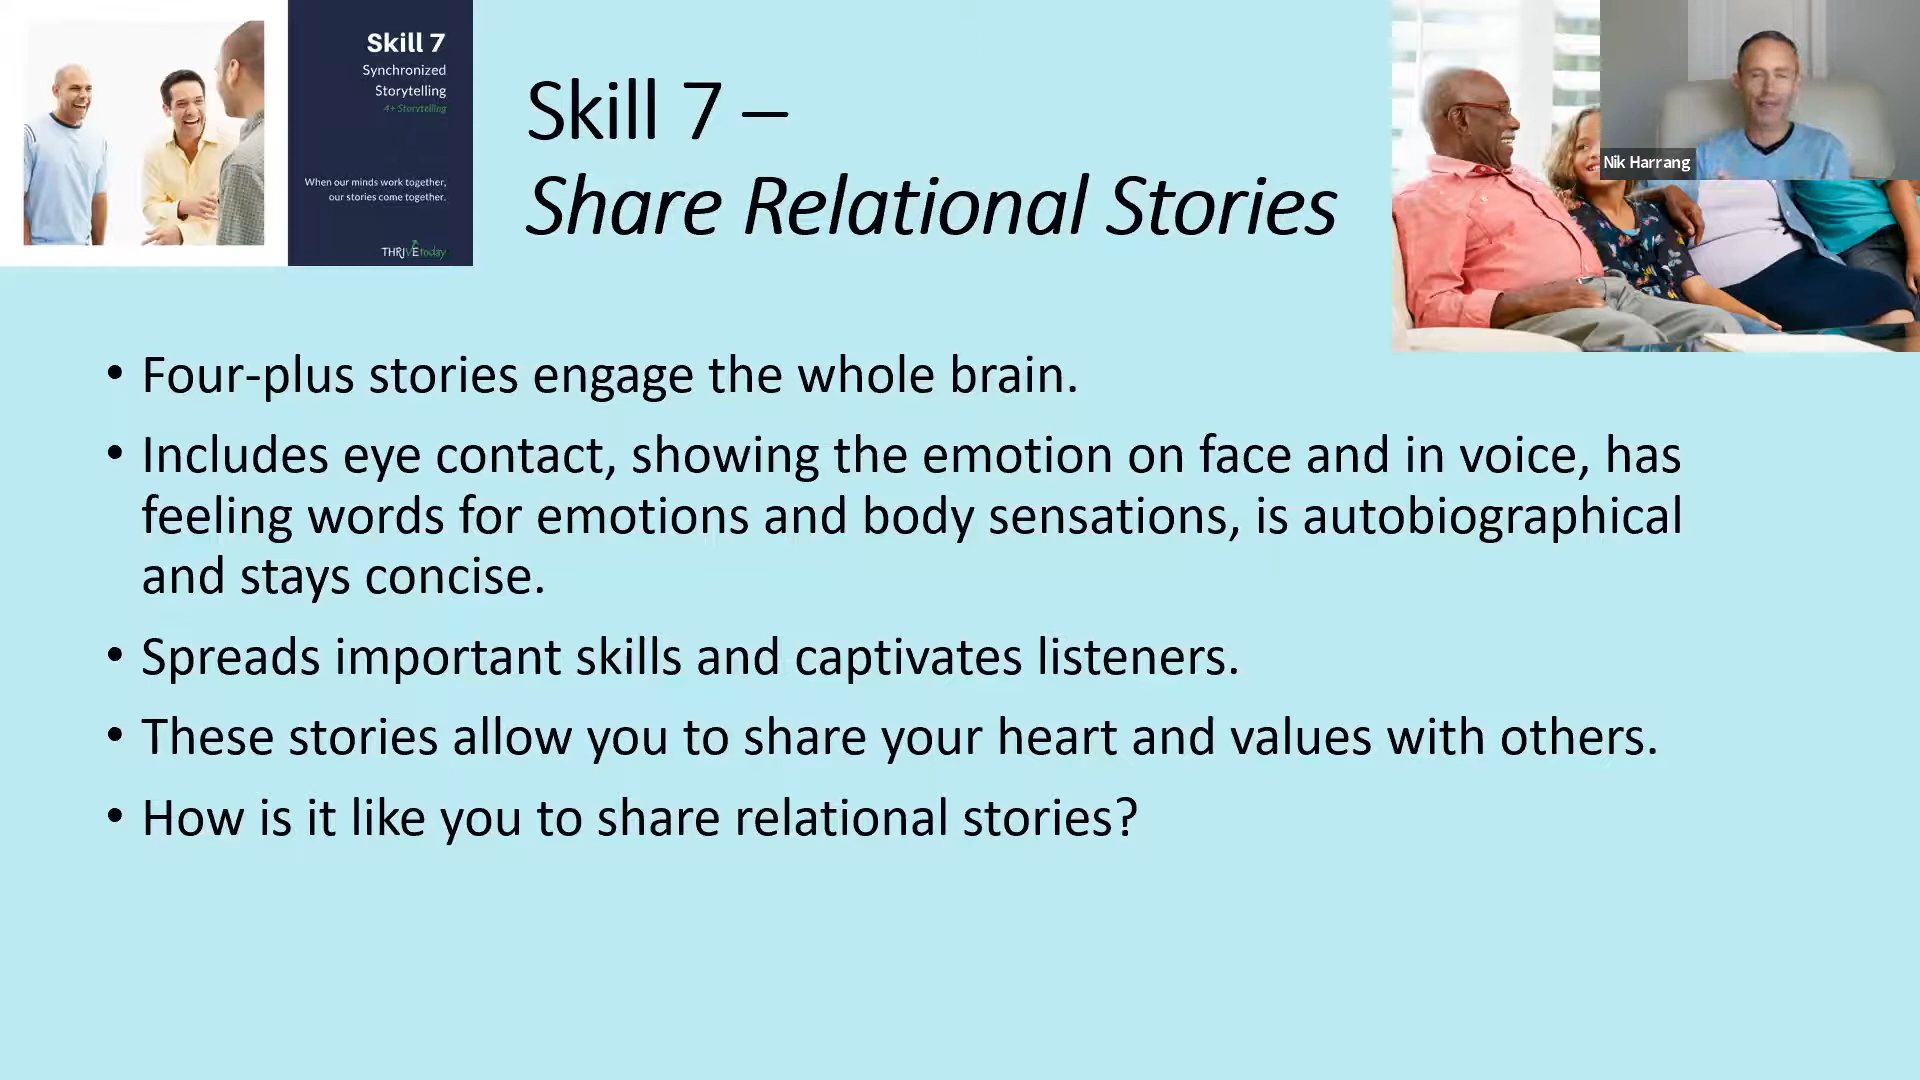 Skill 7
Synchronized
Storytelling
4+ Storytelling
When our minds work together,
our stories come together.
THRIVEtoday
Skill 7 –
Share Relational Stories
Nik Harrang
• Four-plus stories engage the whole brain.
• Includes eye contact, showing the emotion on face and in voice, has
feeling words for emotions and body sensations, is autobiographical
and stays concise.
• Spreads important skills and captivates listeners.
• These stories allow you to share your heart and values with others.
• How is it like you to share relational stories?